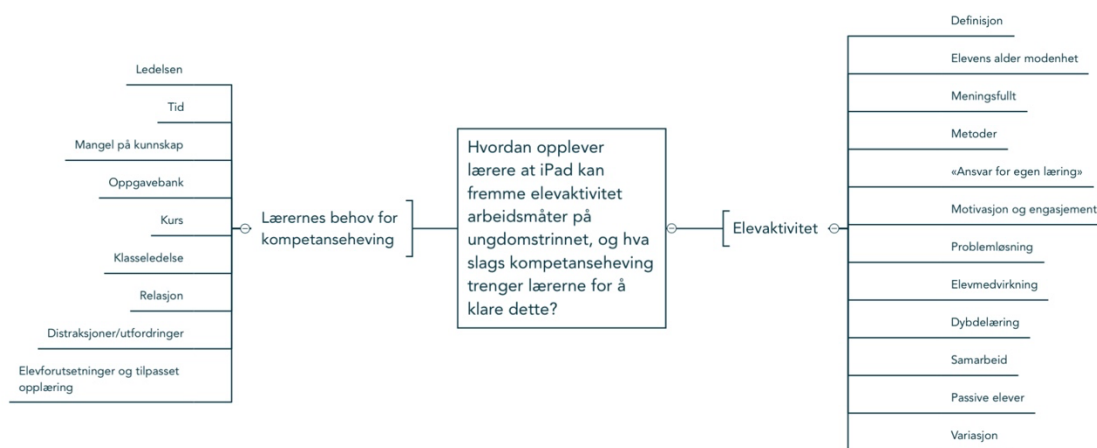 Ledelsen
Tid
Mangel på kunnskap
Oppgavebank
Kurs
Klasseledelse
Relasjon
Distraksjoner/utfordringer
Elevforutsetninger og tilpasset
opplæring
Lærernes behov for
kompetanseheving
Hvordan opplever
lærere at iPad kan
fremme elevaktivitet
arbeidsmåter på
ungdomstrinnet, og hva
slags kompetanseheving
trenger lærerne for å
klare dette?
Elevaktivitet
Definisjon
Elevens alder modenhet
Meningsfullt
Metoder
«Ansvar for egen læring»
Motivasjon og engasjement
Problemløsning
Elevmedvirkning
Dybdelæring
Samarbeid
Passive elever
Variasjon